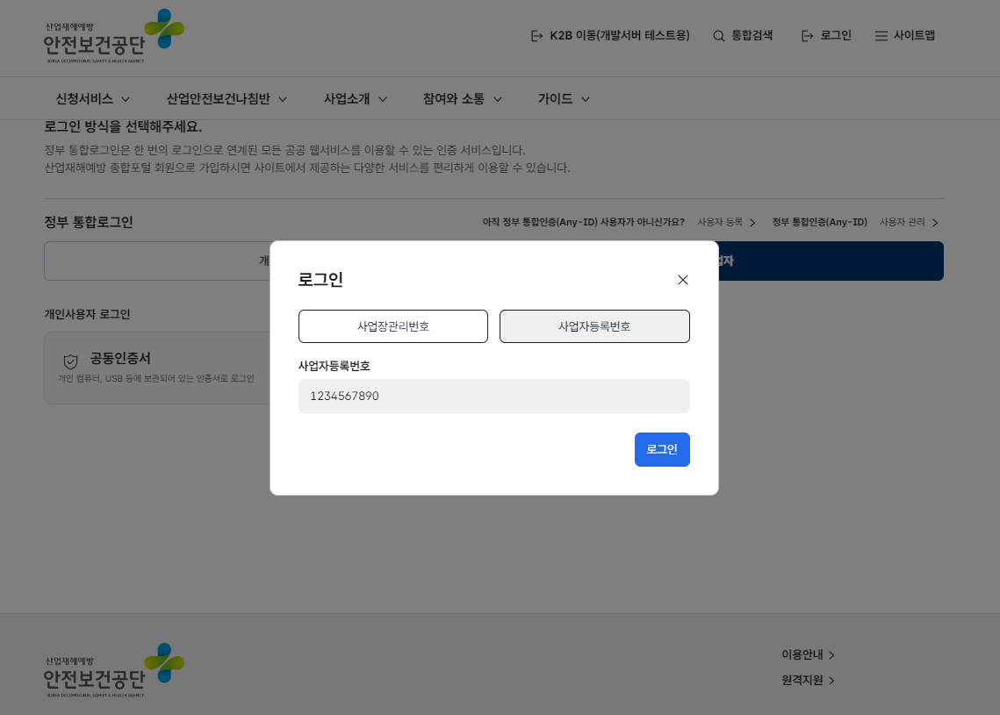 산업재해예방
안전보건공단
KOREA OCCUPATIONAL SAFETY & HEALTH AGENCY
K2B 이동(개발서버 테스트용) 통합검색 로그인 사이트맵
신청서비스 산업안전보건나침반 사업소개 참여와 소통 가이드
로그인 방식을 선택해주세요.
정부 통합로그인은 한 번의 로그인으로 연계된 모든 공공 웹서비스를 이용할 수 있는 인증 서비스입니다.
산업재해예방 종합포털 회원으로 가입하시면 사이트에서 제공하는 다양한 서비스를 편리하게 이용할 수 있습니다.
정부 통합로그인 아직 정부 통합인증(Any-ID) 사용자가 아니신가요? 사용자 등록 정부 통합인증(Any-ID) 사용자 관리
개 업자
로그인
사업장관리번호 사업자등록번호
사업자등록번호
1234567890
로그인
개인사용자 로그인
공동인증서
개인 컴퓨터, USB 등에 보관되어 있는 인증서로 로그인
산업재해예방
안전보건공단
KOREA OCCUPATIONAL SAFETY & HEALTH AGENCY
이용안내
원격지원